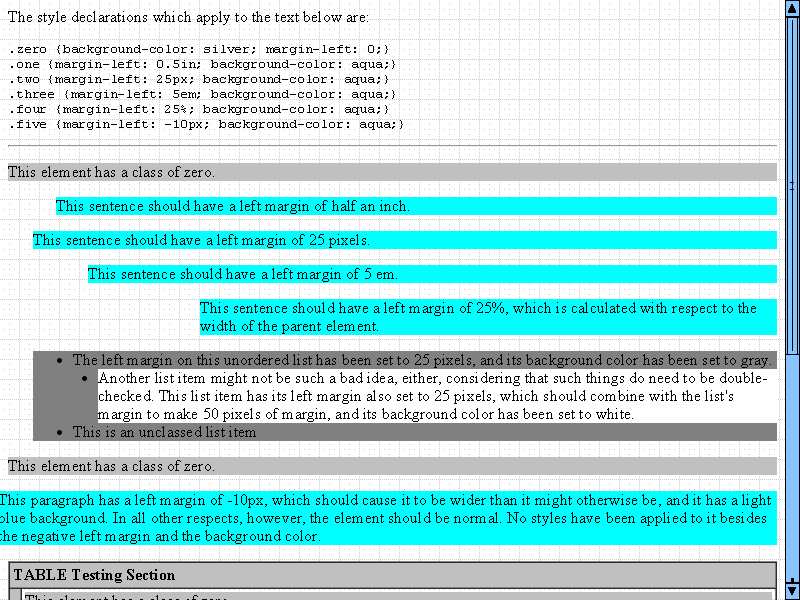 The style declarations which apply to the text below are:
.zero {background-color: silver; margin-left: 0;}
.one {margin-left: 0.5in; background-color: aqua;}
.two {margin-left: 25px; background-color: aqua;}
.three {margin-left: 5em; background-color: aqua;}
.four {margin-left: 25%; background-color: aqua;}
.five {margin-left: -10px; background-color: aqua;}
This element has a class of zero.
This sentence should have a left margin of half an inch.
This sentence should have a left margin of 25 pixels.
This sentence should have a left margin of 5 em.
This sentence should have a left margin of 25%, which is calculated with respect to the
width of the parent element.
The left margin on this unordered list has been set to 25 pixels, and its background color has been set to gray.
Another list item might not be such a bad idea, either, considering that such things do need to be double-
checked. This list item has its left margin also set to 25 pixels, which should combine with the list's
margin to make 50 pixels of margin, and its background color has been set to white.
This is an unclassed list item
This element has a class of zero.
This paragraph has a left margin of -10px, which should cause it to be wider than it might otherwise be, and it has a light
blue background. In all other respects, however, the element should be normal. No styles have been applied to it besides
the negative left margin and the background color.
TABLE Testing Section
This element has a class of zero.